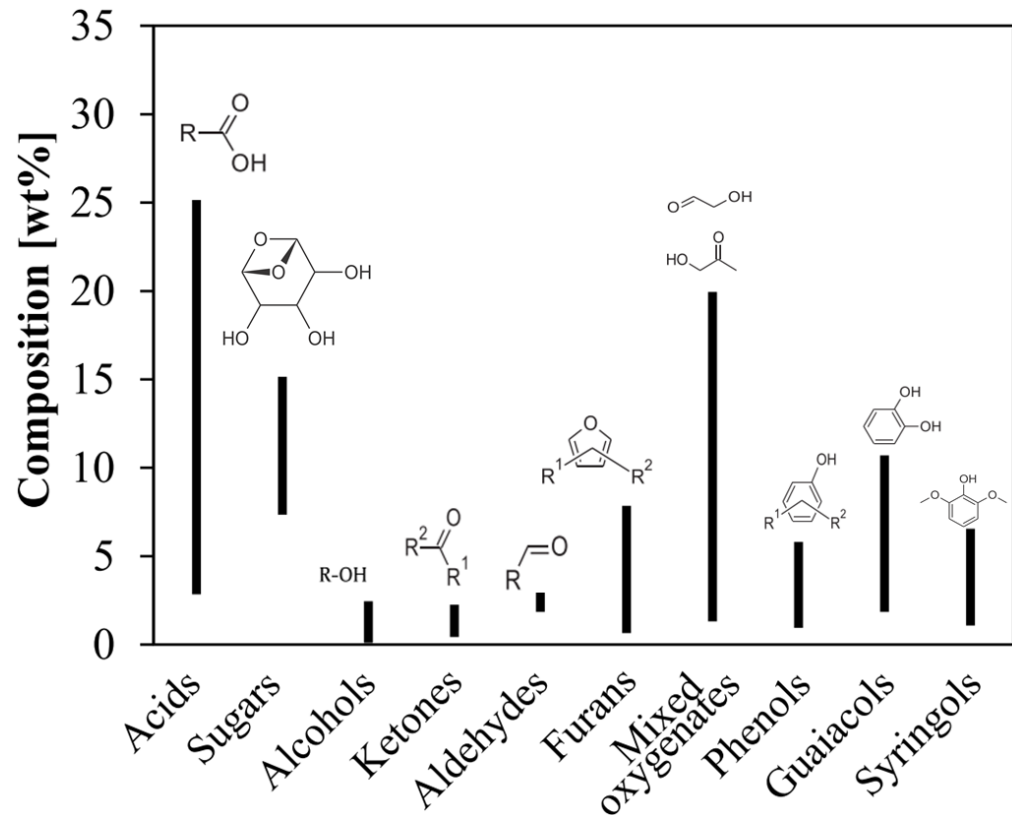 Composition [wt%]
35
30
25
20
15
10
5
0
R
O
OH
O
O
OH
HO
OH
R-OH
R²
O
R¹
R
O
O
R¹
R²
O
OH
O
HO
OH
R¹
R²
OH
OH
OH
O
O
Acids
Sugars
Alcohols
Ketones
Aldehydes
Furans
Mixed
oxygenates
Phenols
Guaiacols
Syringols